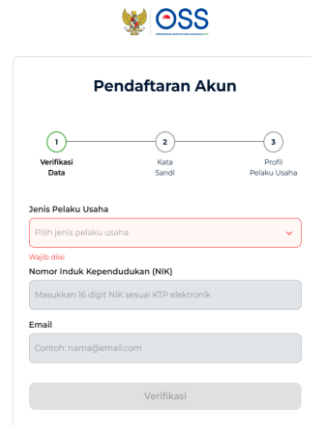 OSS
Pendaftaran Akun
1
2
3
Verifikasi
Data
Kata
Sandi
Profil
Pelaku Usaha
Jenis Pelaku Usaha
Pilih jenis pelaku usaha
Wajib diisi
Nomor Induk Kependudukan (NIK)
Masukkan 16 digit NIK sesuai KTP elektronik
Email
Contoh: nama@email.com
Verifikasi